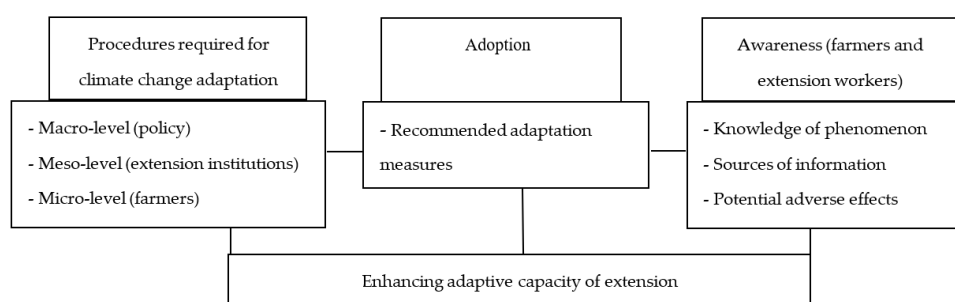 Procedures required for
climate change adaptation
- Macro-level (policy)
- Meso-level (extension institutions)
- Micro-level (farmers)
Adoption
- Recommended adaptation
measures
Awareness (farmers and
extension workers)
- Knowledge of phenomenon
- Sources of information
- Potential adverse effects
Enhancing adaptive capacity of extension